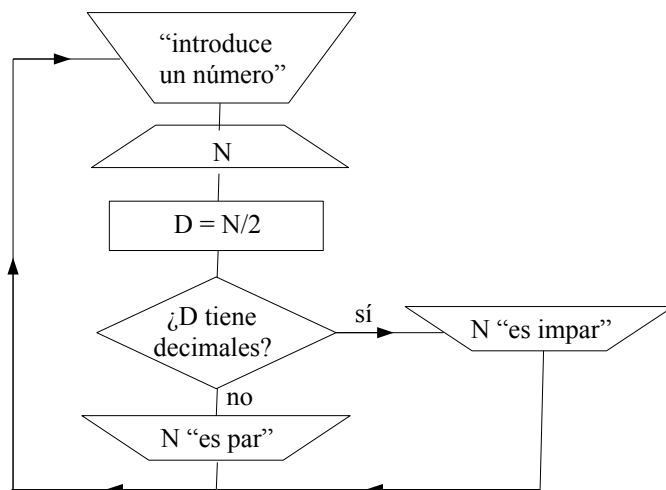 “introduce
un número”
N
D = N/2
¿D tiene
decimales?
sí
N “es impar”
no
N “es par”